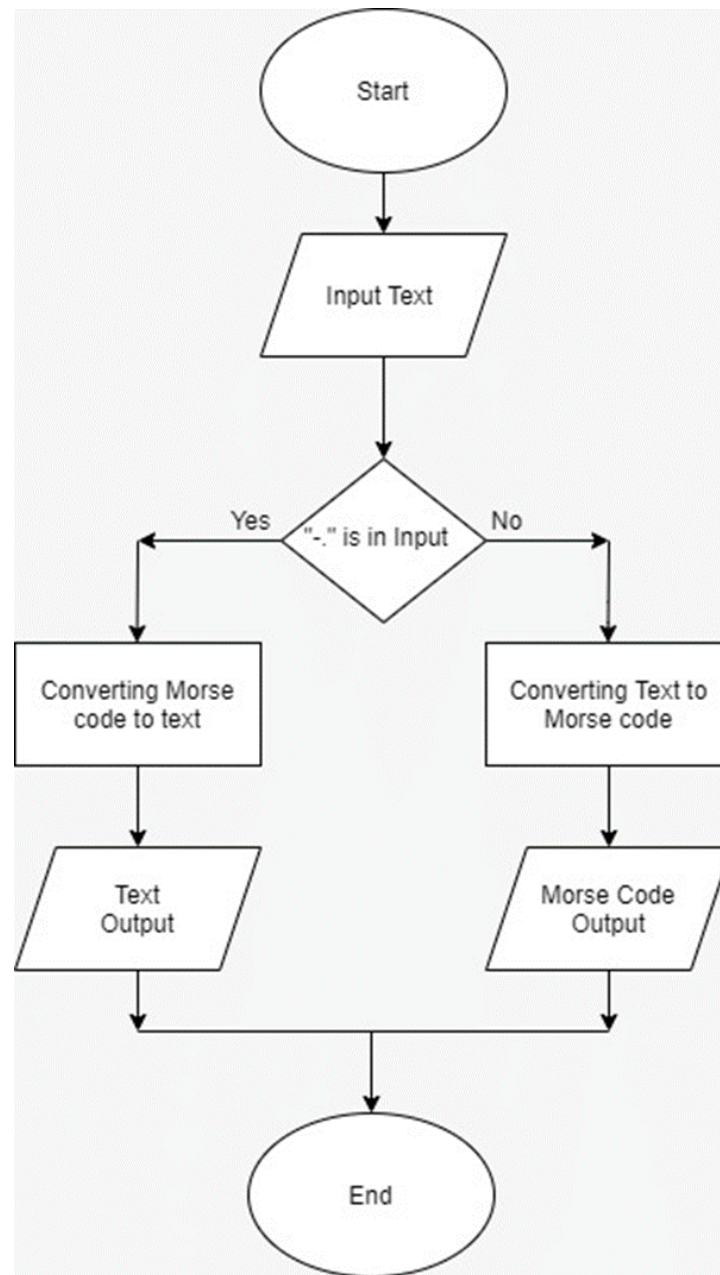 Start
Input Text
"-." is in Input
Yes
No
Converting Morse
code to text
Converting Text to
Morse code
Text
Output
Morse Code
Output
End